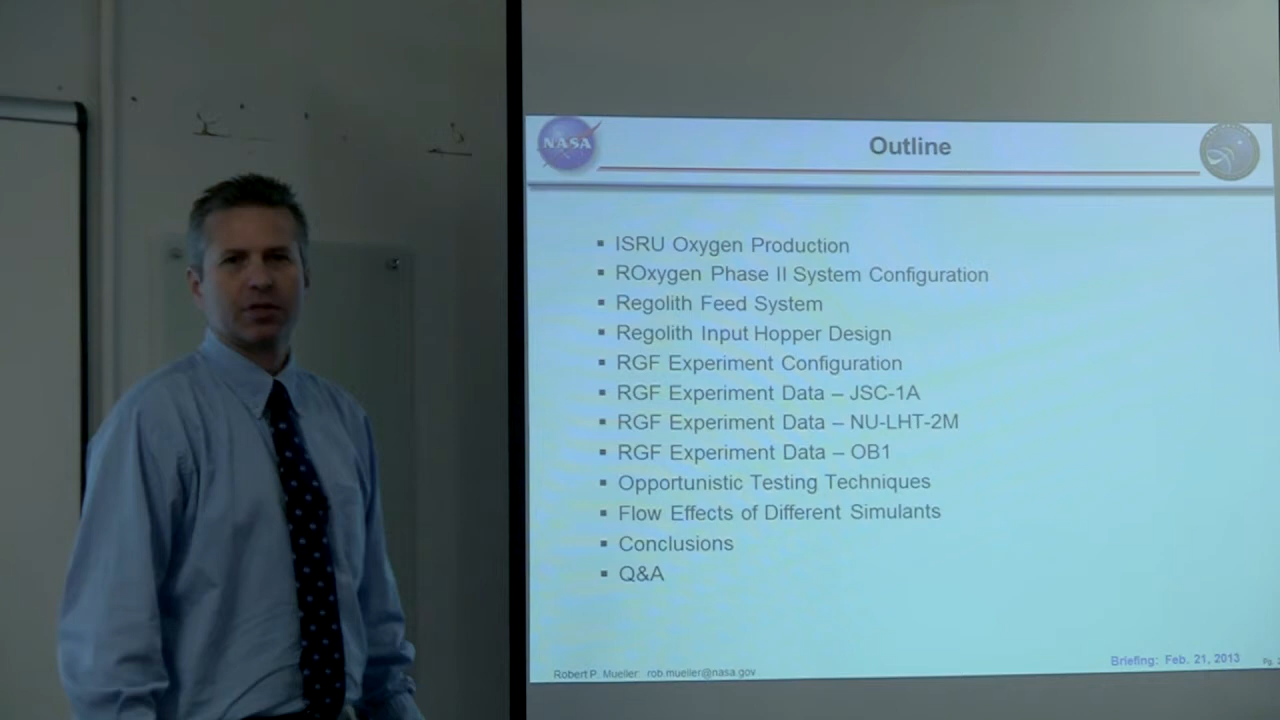 NASA
Outline
ISRU Oxygen Production
ROxygen Phase II System Configuration
Regolith Feed System
Regolith Input Hopper Design
RGF Experiment Configuration
RGF Experiment Data – JSC-1A
RGF Experiment Data – NU-LHT-2M
RGF Experiment Data – OB1
Opportunistic Testing Techniques
Flow Effects of Different Simulants
Conclusions
Q&A
Robert P. Mueller rob.mueller@nasa.gov
Briefing: Feb. 21, 2013
Pg.